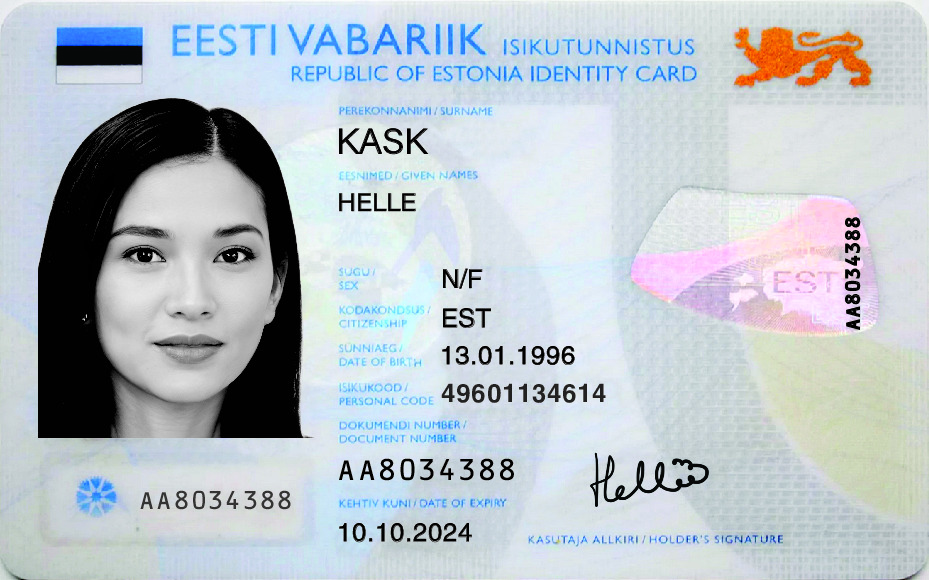 EESTI VABARIIK ISIKUTUNNISTUS
REPUBLIC OF ESTONIA IDENTITY CARD
PEREKONNANIMI / SURNAME
KASK
EESNIMED / GIVEN NAMES
HELLE
SUGU /
SEX
N/F
KODAKONDSUS /
CITIZENSHIP
EST
SÜNNIAEG /
DATE OF BIRTH
13.01.1996
ISIKUKOOD /
PERSONAL CODE
49601134614
DOKUMENDI NUMBER /
DOCUMENT NUMBER
AA8034388
KEHTIV KUNI / DATE OF EXPIRY
10.10.2024
AA8034388
EST
AA8034388
Helle
KASUTAJA ALLKIRI / HOLDER'S SIGNATURE